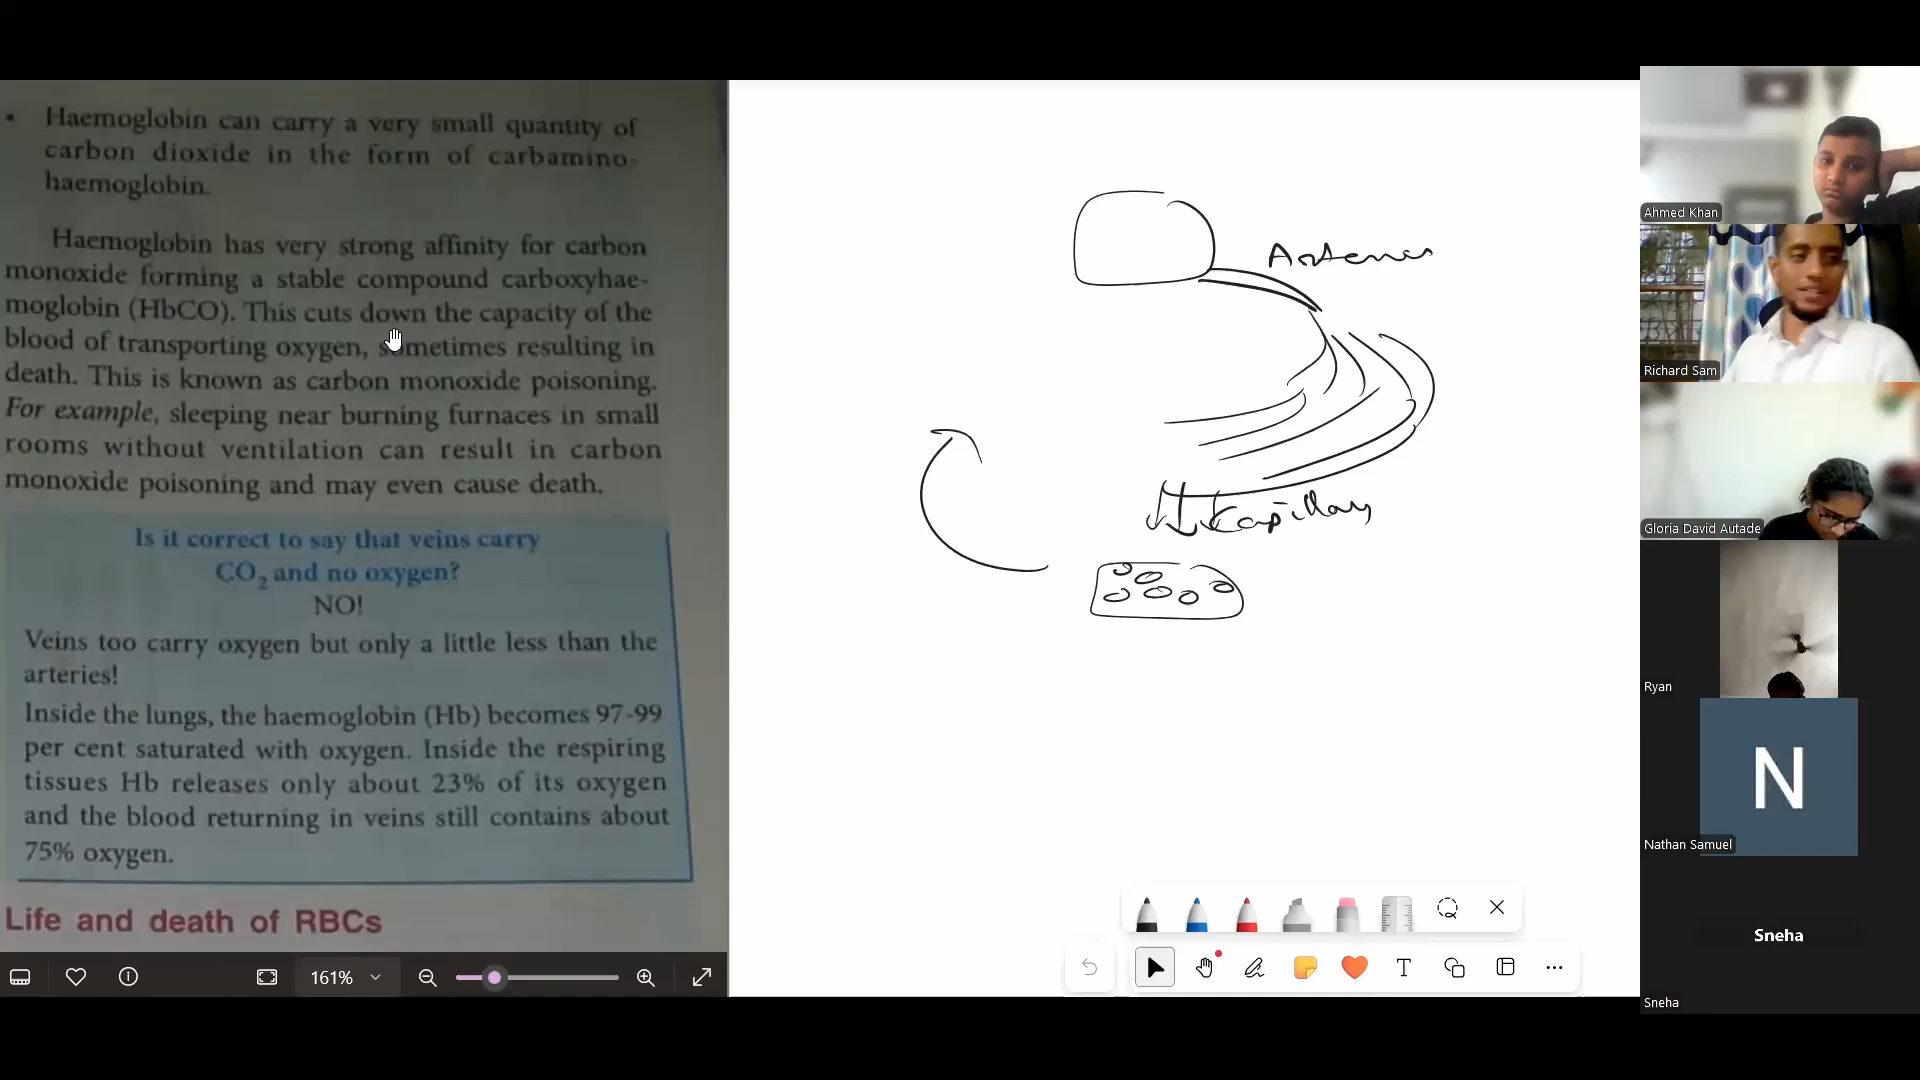 • Haemoglobin can carry a very small quantity of
carbon dioxide in the form of carbamino-
haemoglobin.
Haemoglobin has very strong affinity for carbon
monoxide forming a stable compound carboxyhae-
moglobin (HbCO). This cuts down the capacity of the
blood of transporting oxygen, sometimes resulting in
death. This is known as carbon monoxide poisoning.
For example, sleeping near burning furnaces in small
rooms without ventilation can result in carbon
monoxide poisoning and may even cause death.
Is it correct to say that veins carry
CO₂ and no oxygen?
NO!
Veins too carry oxygen but only a little less than the
arteries!
Inside the lungs, the haemoglobin (Hb) becomes 97-99
per cent saturated with oxygen. Inside the respiring
tissues Hb releases only about 23% of its oxygen
and the blood returning in veins still contains about
75% oxygen.
Life and death of RBCs
161%
Arteries
Capillary
T
Ahmed Khan
Richard Sam
Gloria David Autade
Ryan
N
Nathan Samuel
Sneha
Sneha